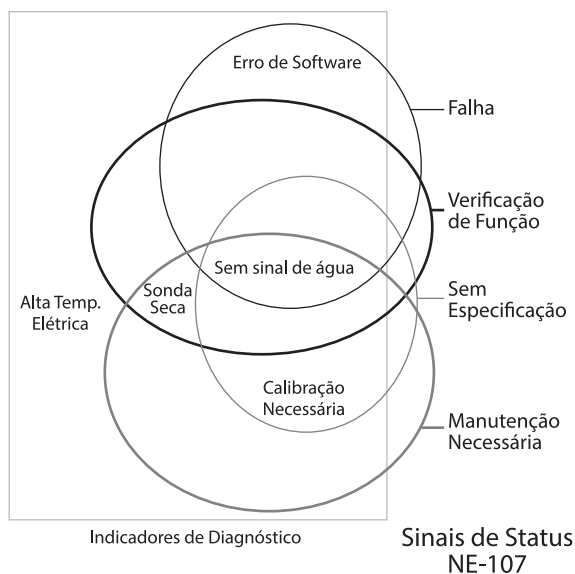 Erro de Software
Falha
Verificação
de Função
Sem sinal de água
Sonda
Seca
Alta Temp.
Elétrica
Sem
Especificação
Calibração
Necessária
Manutenção
Necessária
Indicadores de Diagnóstico
Sinais de Status
NE-107